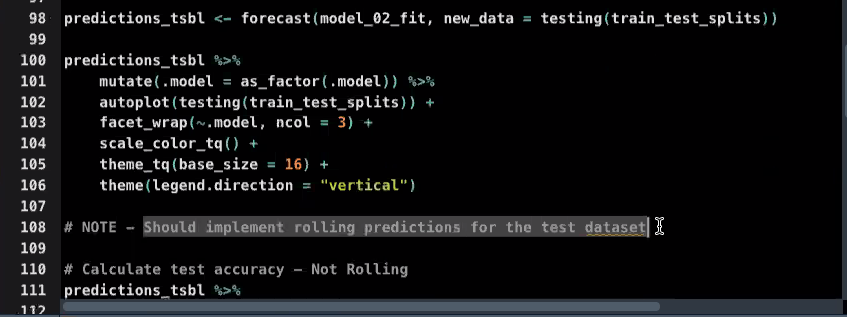 98 predictions_tsbl <- forecast(model_02_fit, new_data = testing(train_test_splits))
99
100 predictions_tsbl %>%
101 mutate(.model = as_factor(.model)) %>%
102 autoplot(testing(train_test_splits)) +
103 facet_wrap(~.model, ncol = 3) +
104 scale_color_tq() +
105 theme_tq(base_size = 16) +
106 theme(legend.direction = "vertical")
107
108 # NOTE - Should implement rolling predictions for the test dataset
109
110 # Calculate test accuracy - Not Rolling
111 predictions_tsbl %>%
112